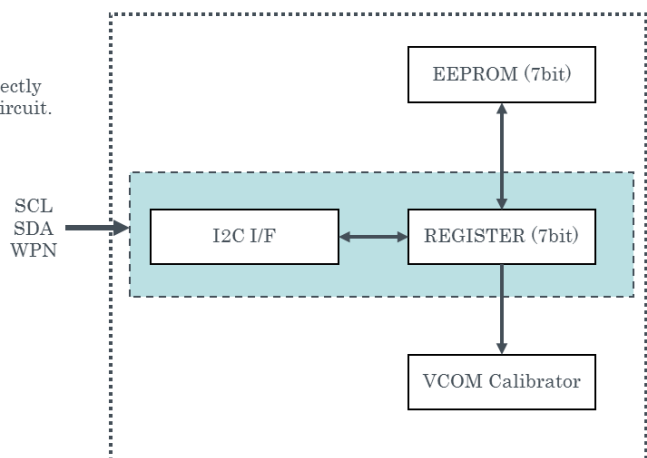 ectly
ircuit.
EEPROM (7bit)
SCL
SDA
WPN
I2C I/F
REGISTER (7bit)
VCOM Calibrator